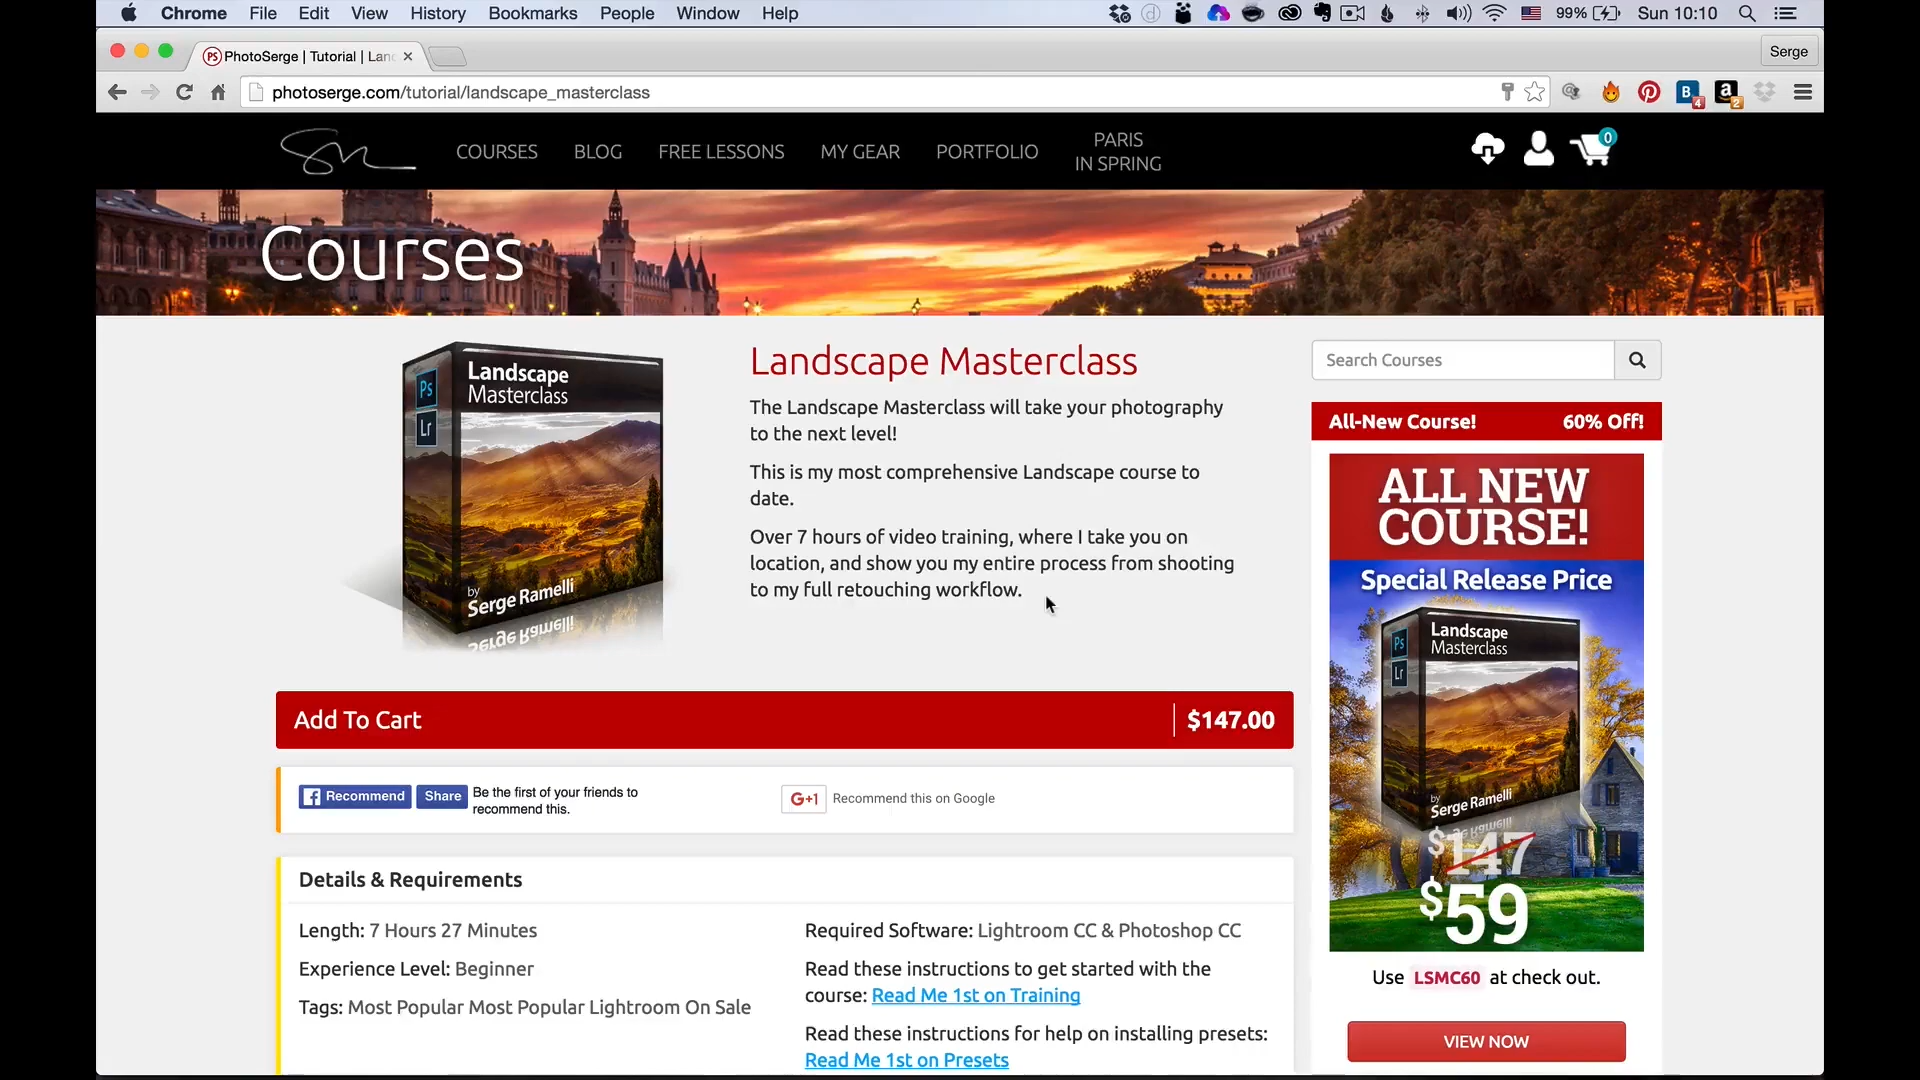 Chrome File Edit View History Bookmarks People Window Help
99% Sun 10:10
PhotoSerge | Tutorial | Lan
Serge
photoserge.com/tutorial/landscape_masterclass
COURSES BLOG FREE LESSONS MY GEAR PORTFOLIO PARIS
IN SPRING
0
Courses
Ps
Lr
Landscape
Masterclass
by
Serge Ramelli
Landscape Masterclass
The Landscape Masterclass will take your photography
to the next level!
This is my most comprehensive Landscape course to
date.
Over 7 hours of video training, where I take you on
location, and show you my entire process from shooting
to my full retouching workflow.
Add To Cart $147.00
Recommend Share Be the first of your friends to
recommend this.
G+1 Recommend this on Google
Details & Requirements
Length: 7 Hours 27 Minutes
Experience Level: Beginner
Tags: Most Popular Most Popular Lightroom On Sale
Required Software: Lightroom CC & Photoshop CC
Read these instructions to get started with the
course: Read Me 1st on Training
Read these instructions for help on installing presets:
Read Me 1st on Presets
Search Courses
All-New Course! 60% Off!
ALL NEW
COURSE!
Special Release Price
Ps
Lr
Landscape
Masterclass
by
Serge Ramelli
$147
$59
Use LSMC60 at check out.
VIEW NOW